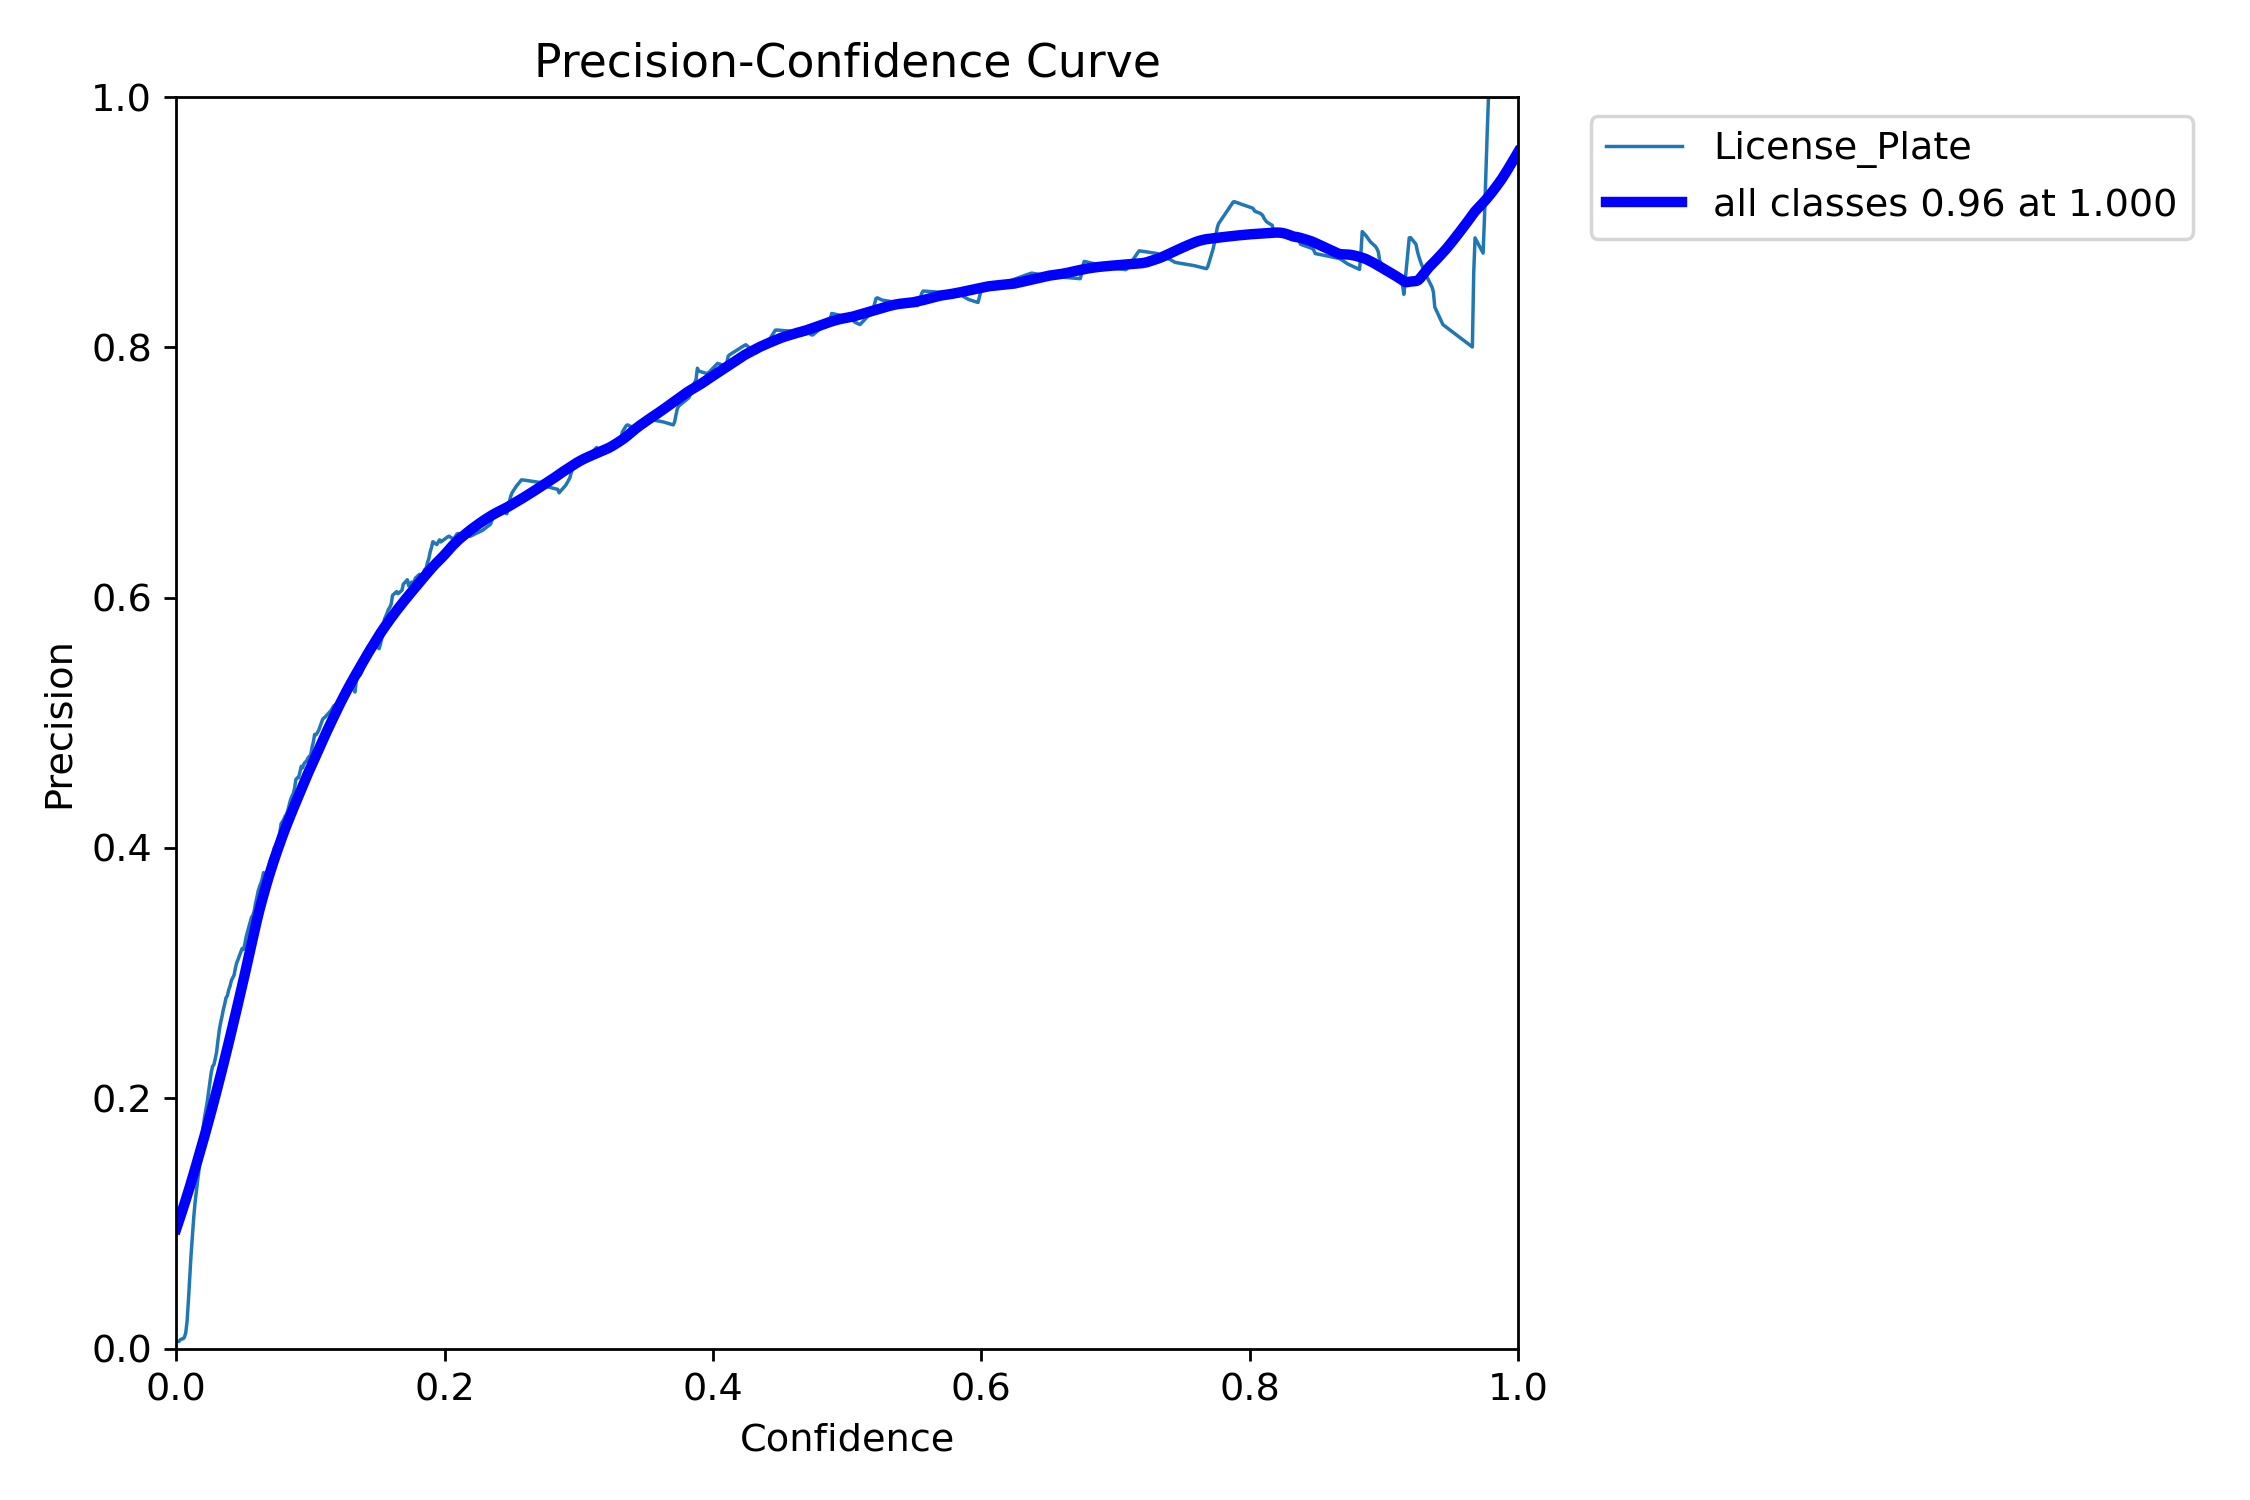 Precision-Confidence Curve
1.0
0.8
0.6
0.4
0.2
0.0
Precision
0.0 0.2 0.4 0.6 0.8 1.0
Confidence
License_Plate
all classes 0.96 at 1.000